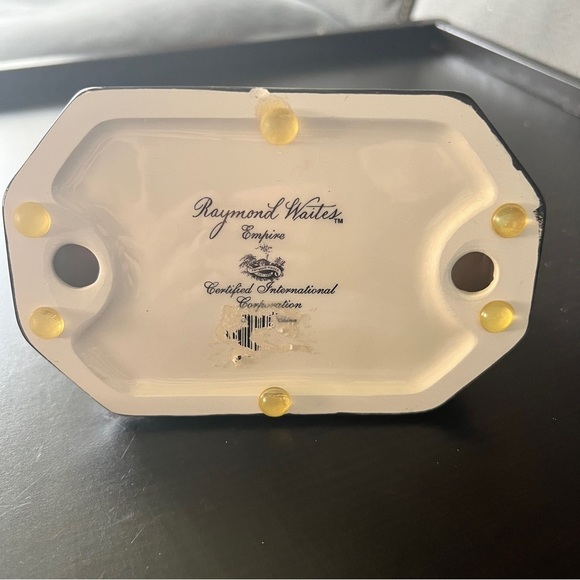 Raymond Waites™
Empire
Certified International
Corporation